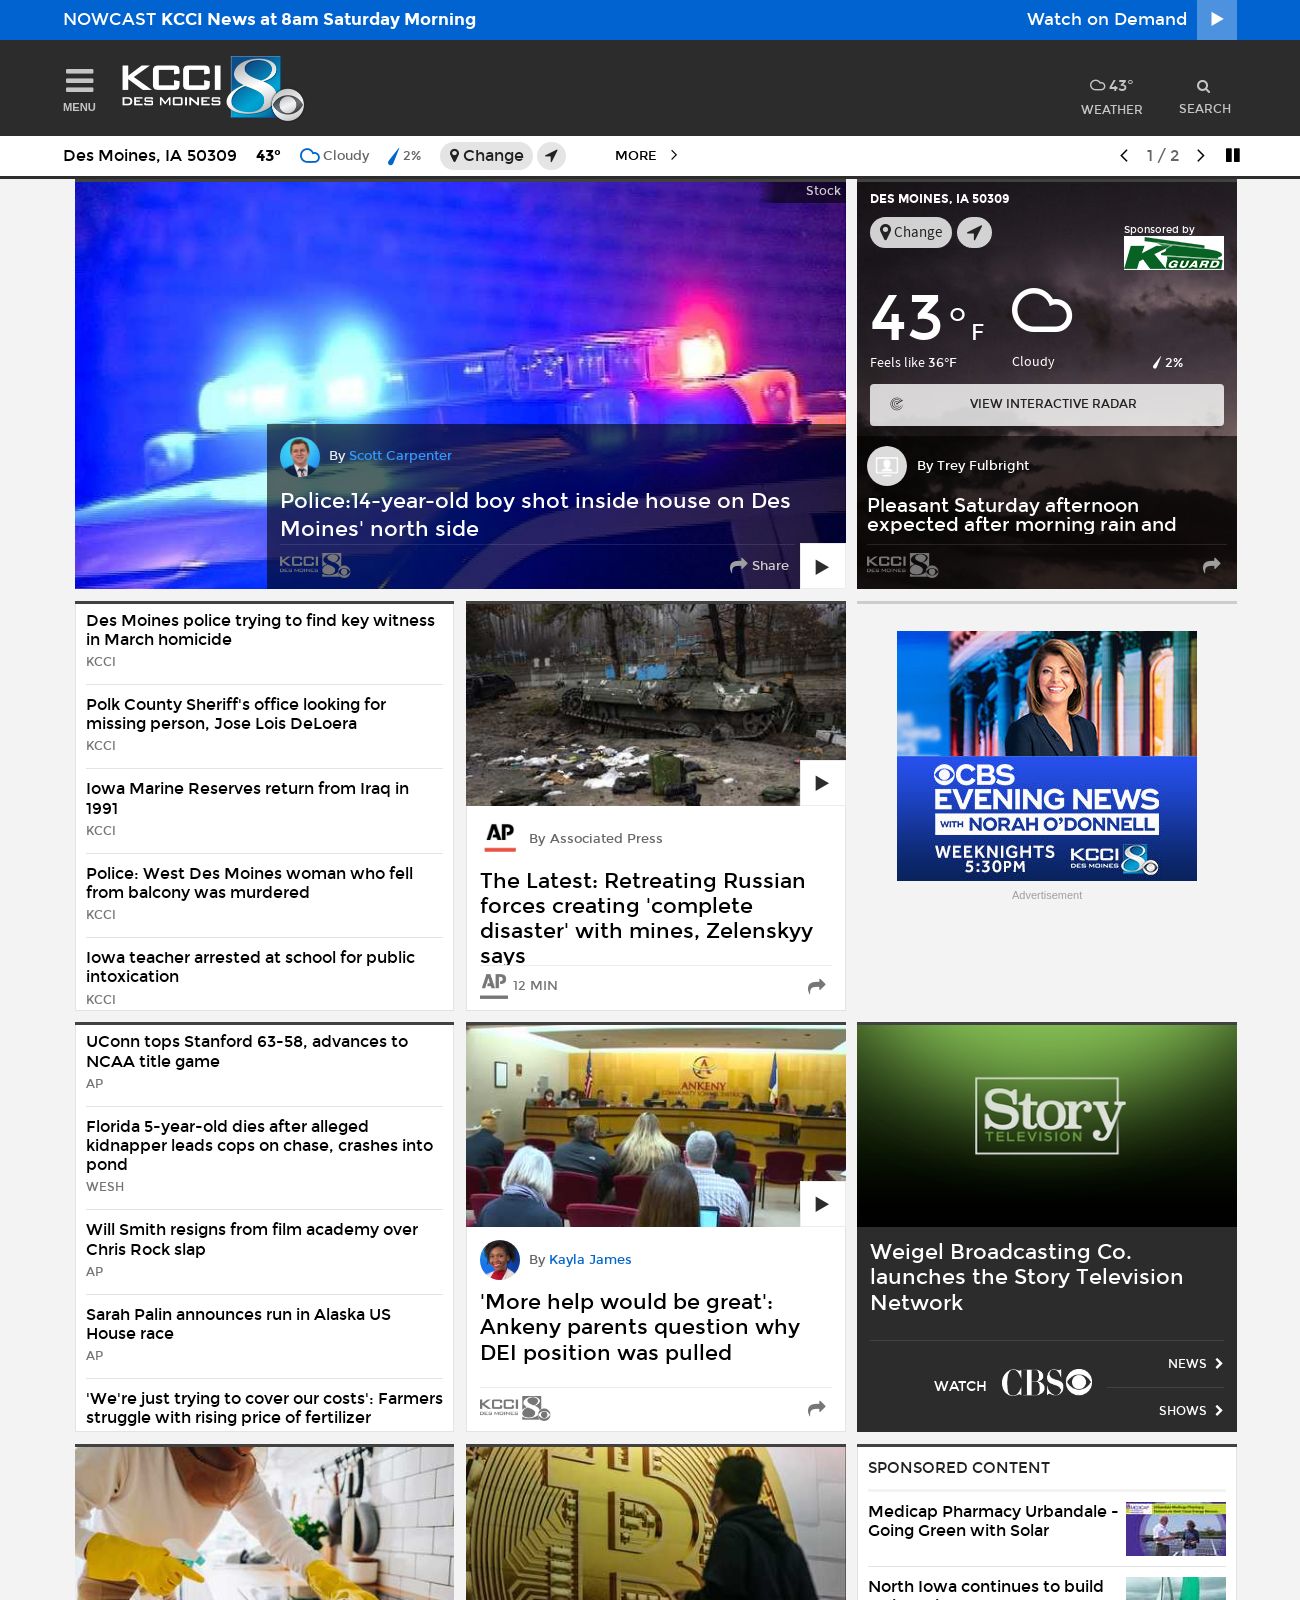 NOWCAST KCCI News at 8am Saturday Morning
Watch on Demand
MENU
KCCI 8
DES MOINES
43°
WEATHER
SEARCH
Des Moines, IA 50309
43°
Cloudy
2%
Change
MORE
1 / 2
Stock
By Scott Carpenter
Police:14-year-old boy shot inside house on Des
Moines' north side
KCCI 8
DES MOINES
Share
DES MOINES, IA 50309
Change
Sponsored by
K GUARD
43° F
Feels like 36°F
Cloudy
2%
VIEW INTERACTIVE RADAR
By Trey Fulbright
Pleasant Saturday afternoon
expected after morning rain and
KCCI 8
DES MOINES
Des Moines police trying to find key witness
in March homicide
KCCI
Polk County Sheriff's office looking for
missing person, Jose Lois DeLoera
KCCI
Iowa Marine Reserves return from Iraq in
1991
KCCI
Police: West Des Moines woman who fell
from balcony was murdered
KCCI
Iowa teacher arrested at school for public
intoxication
KCCI
AP
By Associated Press
The Latest: Retreating Russian
forces creating 'complete
disaster' with mines, Zelenskyy
says
AP
12 MIN
CBS
EVENING NEWS
WITH NORAH O'DONNELL
WEEKNIGHTS
5:30PM
KCCI 8
DES MOINES
Advertisement
UConn tops Stanford 63-58, advances to
NCAA title game
AP
Florida 5-year-old dies after alleged
kidnapper leads cops on chase, crashes into
pond
WESH
Will Smith resigns from film academy over
Chris Rock slap
AP
Sarah Palin announces run in Alaska US
House race
AP
'We're just trying to cover our costs': Farmers
struggle with rising price of fertilizer
ANKENY
COMMUNITY SCHOOL DISTRICT
By Kayla James
'More help would be great':
Ankeny parents question why
DEI position was pulled
KCCI 8
DES MOINES
Story
TELEVISION
Weigel Broadcasting Co.
launches the Story Television
Network
WATCH
CBS
NEWS
SHOWS
SPONSORED CONTENT
Medicap Pharmacy Urbandale -
Going Green with Solar
North Iowa continues to build